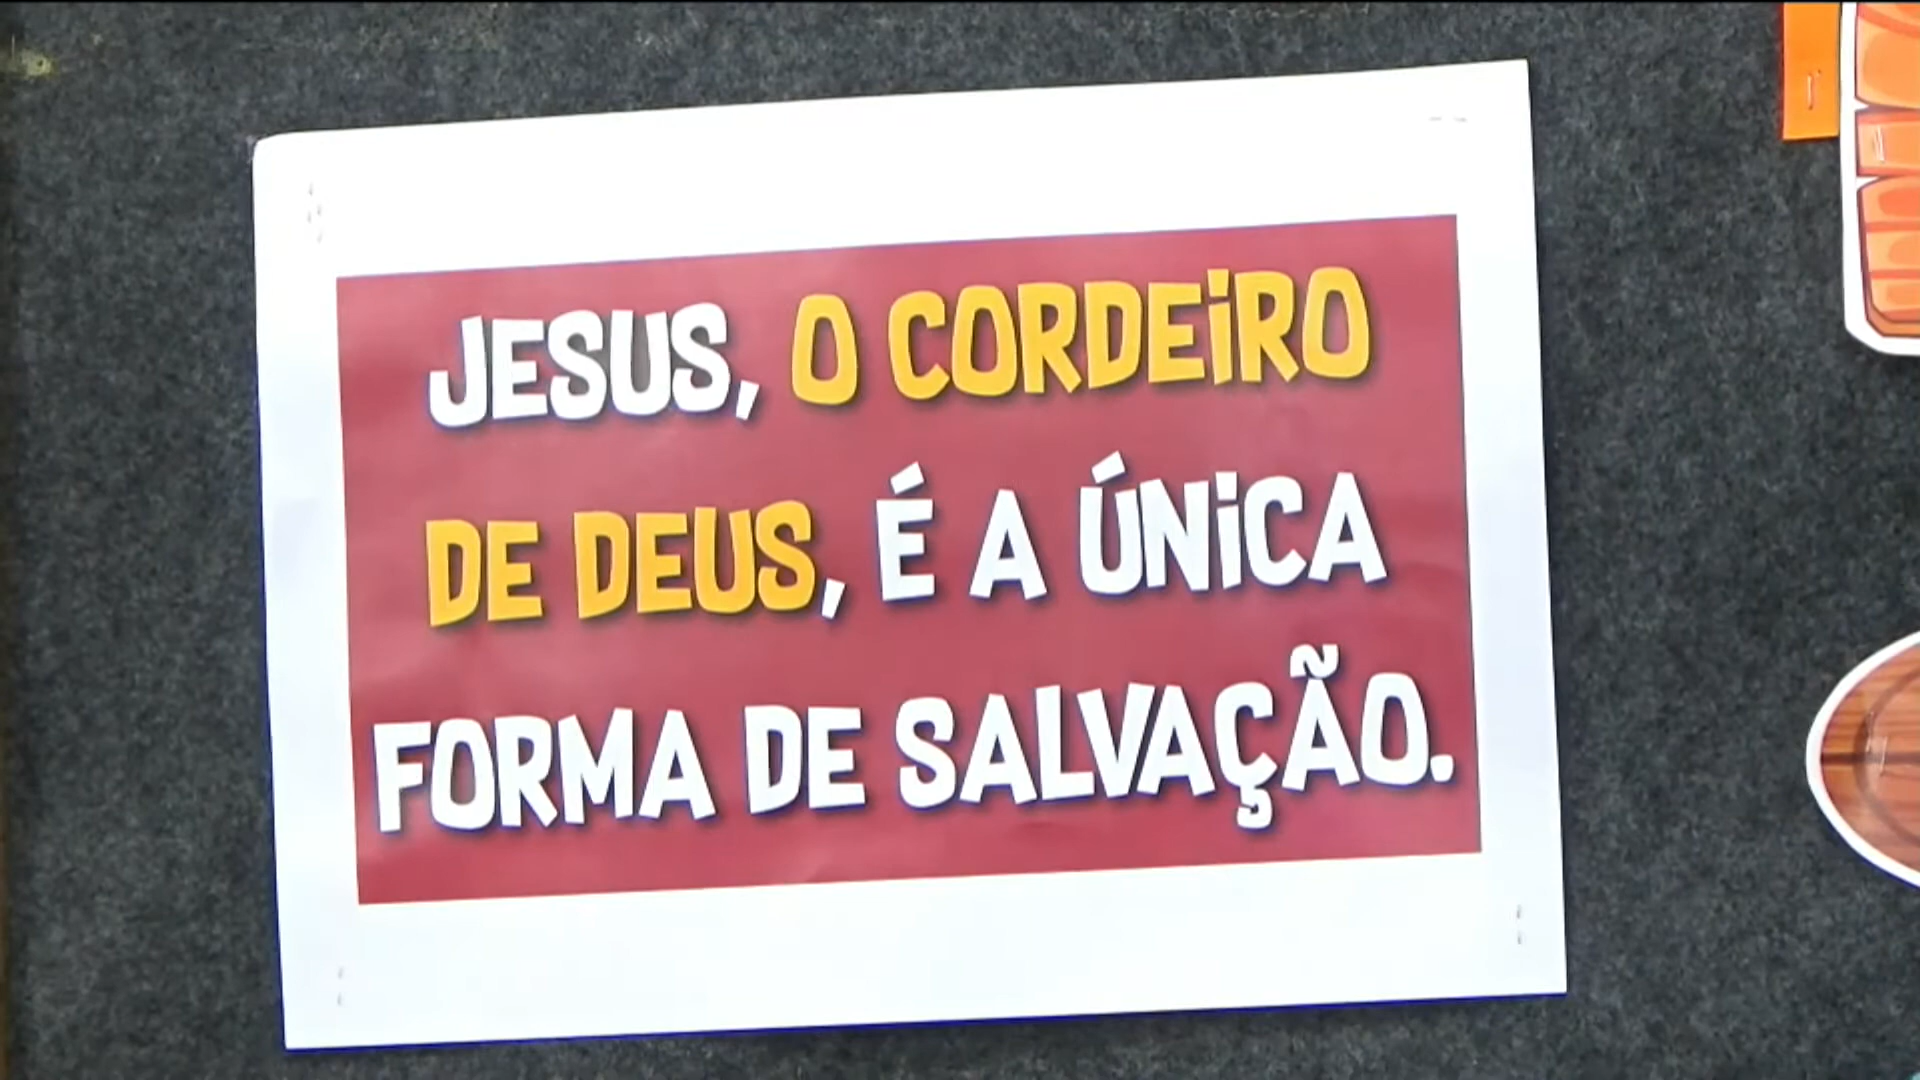 JESUS, O CORDEIRO
DE DEUS, É A ÚNICA
FORMA DE SALVAÇÃO.